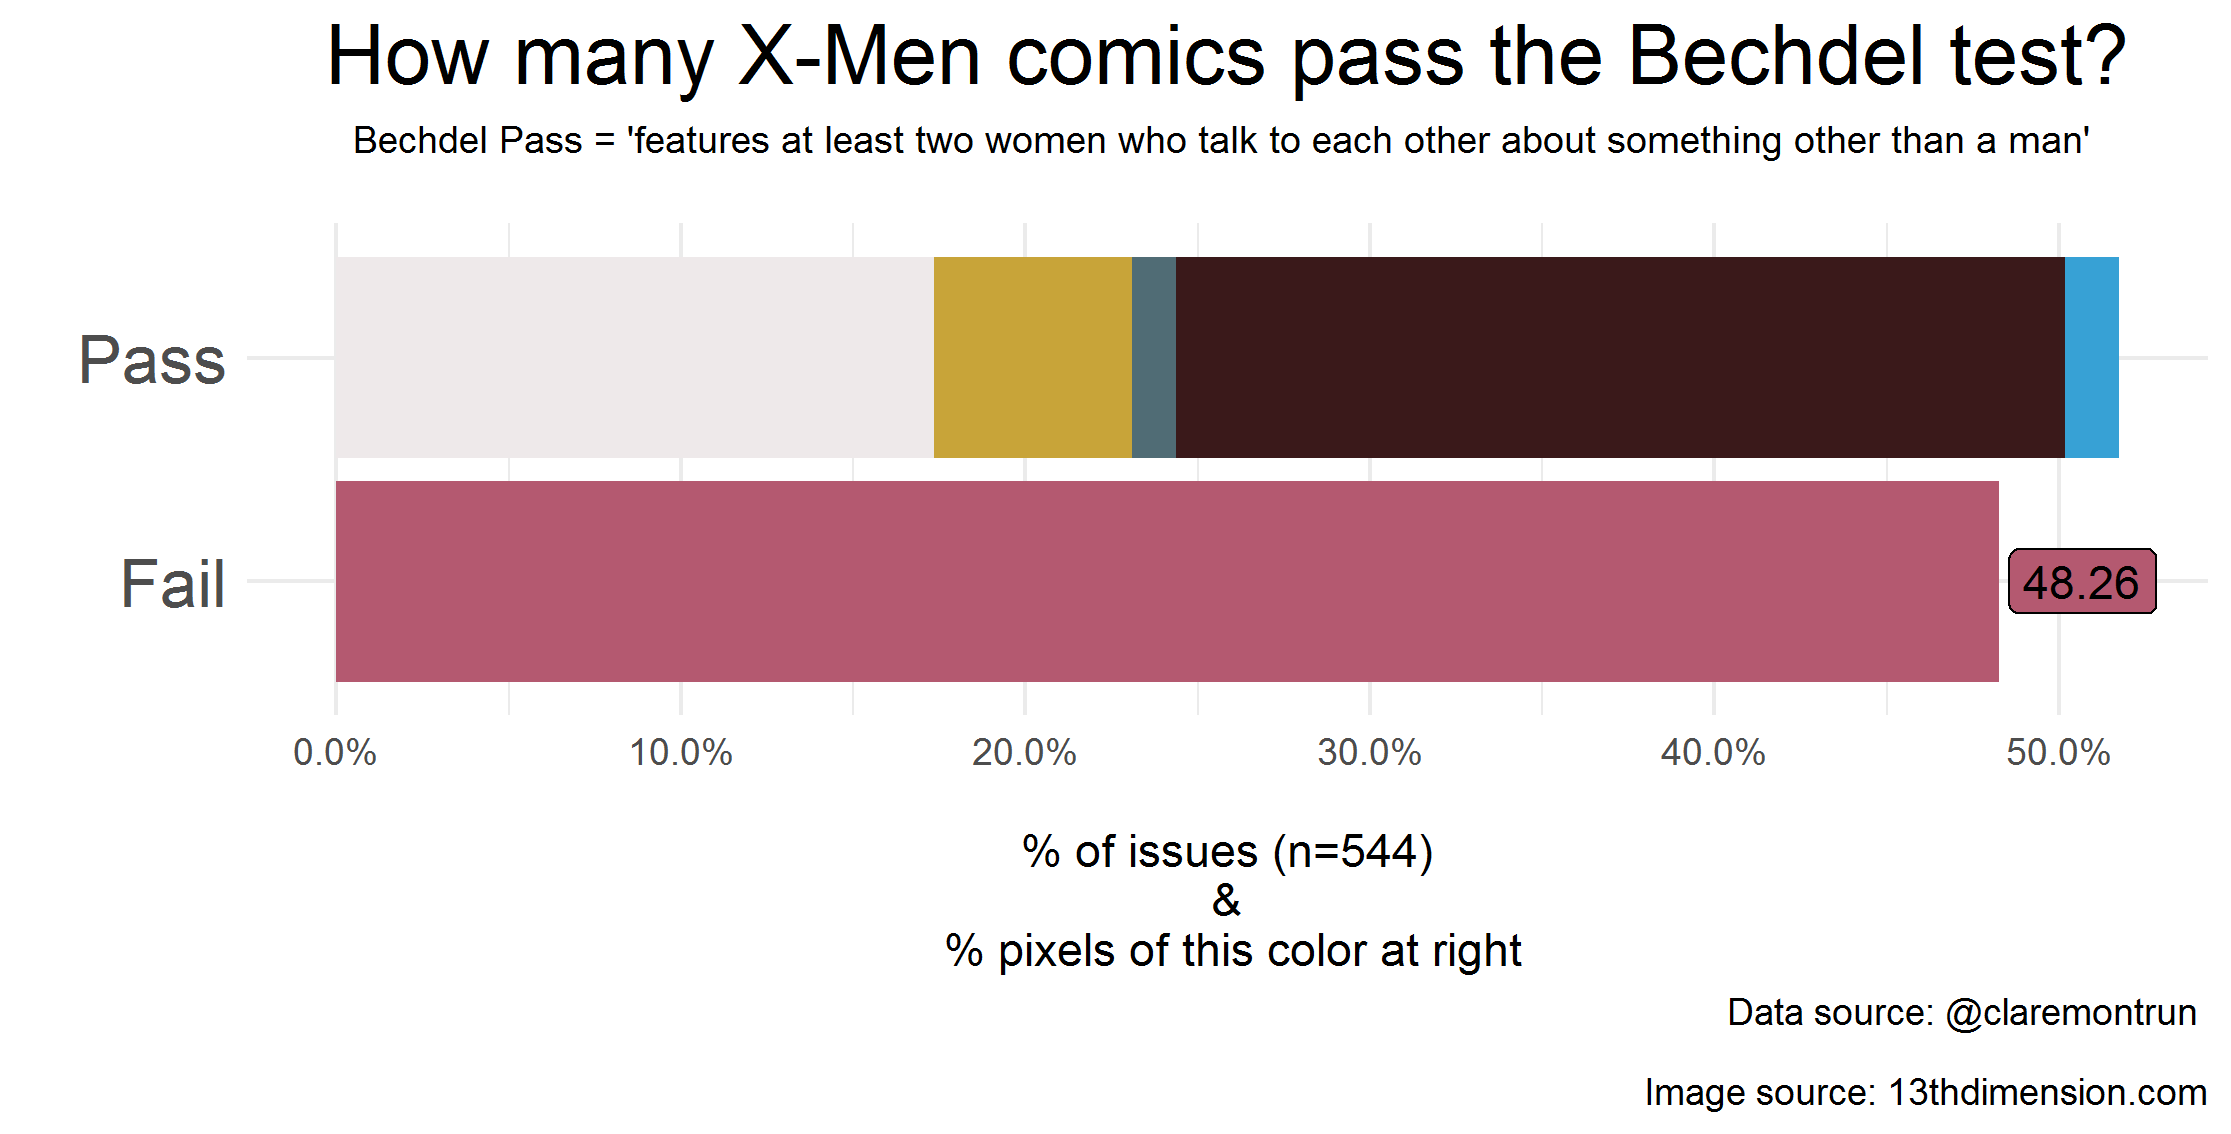 How many X-Men comics pass the Bechdel test?
Bechdel Pass = 'features at least two women who talk to each other about something other than a man'
Pass
Fail
48.26
0.0% 10.0% 20.0% 30.0% 40.0% 50.0%
% of issues (n=544)
&
% pixels of this color at right
Data source: @claremontrun
Image source: 13thdimension.com